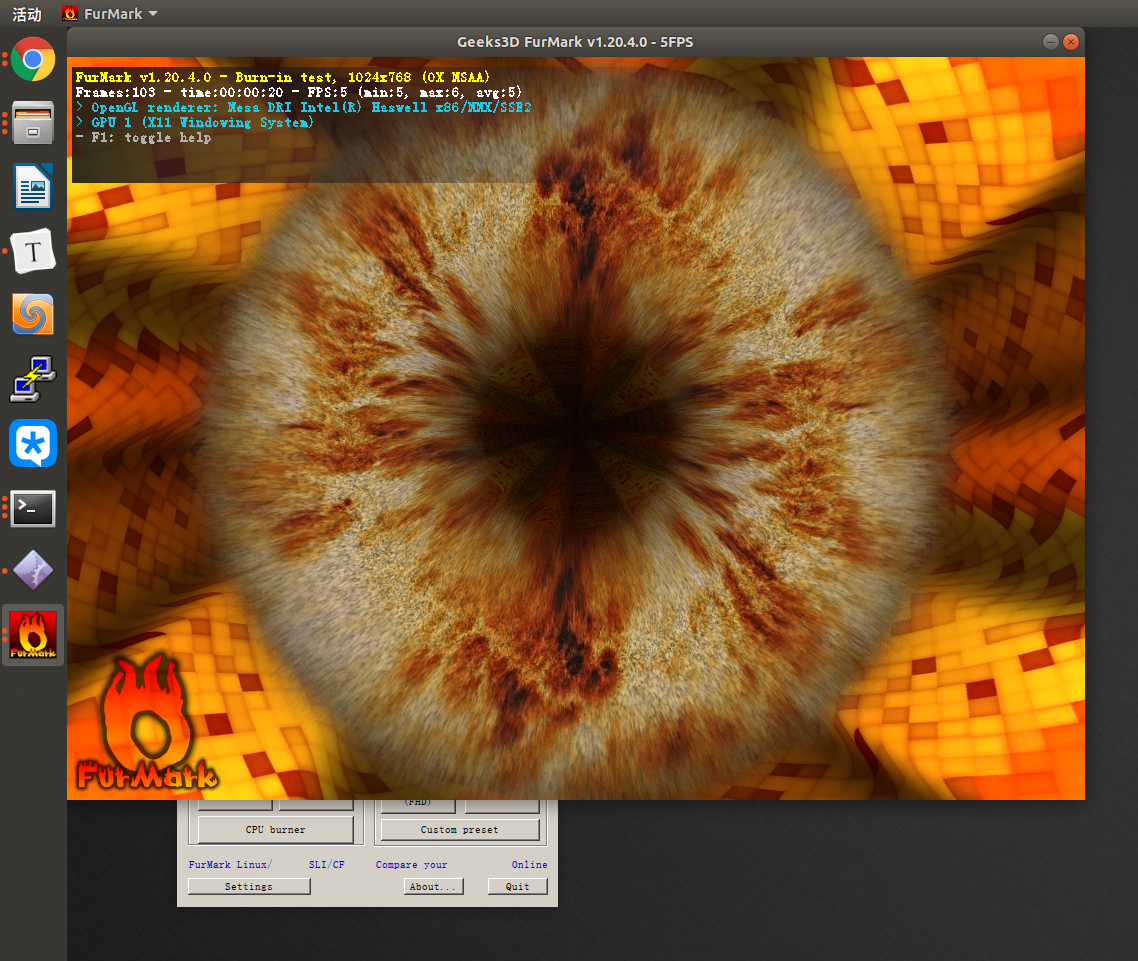 活动 FurMark
Geeks3D FurMark v1.20.4.0 - 5FPS
FurMark v1.20.4.0 - Burn-in test, 1024x768 (0X MSAA)
Frames:103 - time:00:00:20 - FPS:5 (min:5, max:6, avg:5)
> OpenGL renderer: Mesa DRI Intel(R) Haswell x86/MMX/SSE2
> GPU 1 (X11 Windowing System)
- F1: toggle help
T
FurMark
FurMark
(FHD)
CPU burner
Custom preset
FurMark Linux/ SLI/CF Compare your Online
Settings About... Quit